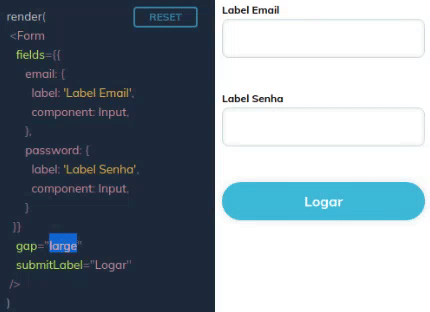 render(
RESET
<Form
fields={{
email: {
label: 'Label Email',
component: Input,
},
password: {
label: 'Label Senha',
component: Input,
}
}}
gap="large"
submitLabel="Logar"
/>
)
Label Email
Label Senha
Logar